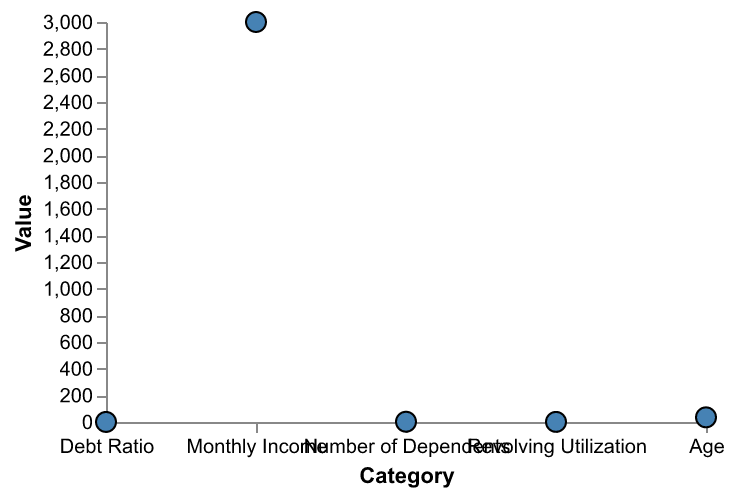 3,000
2,800
2,600
2,400
2,200
2,000
1,800
1,600
1,400
1,200
1,000
800
600
400
200
0
Value
Debt Ratio
Monthly Income
Number of Dependents
Revolving Utilization
Age
Category